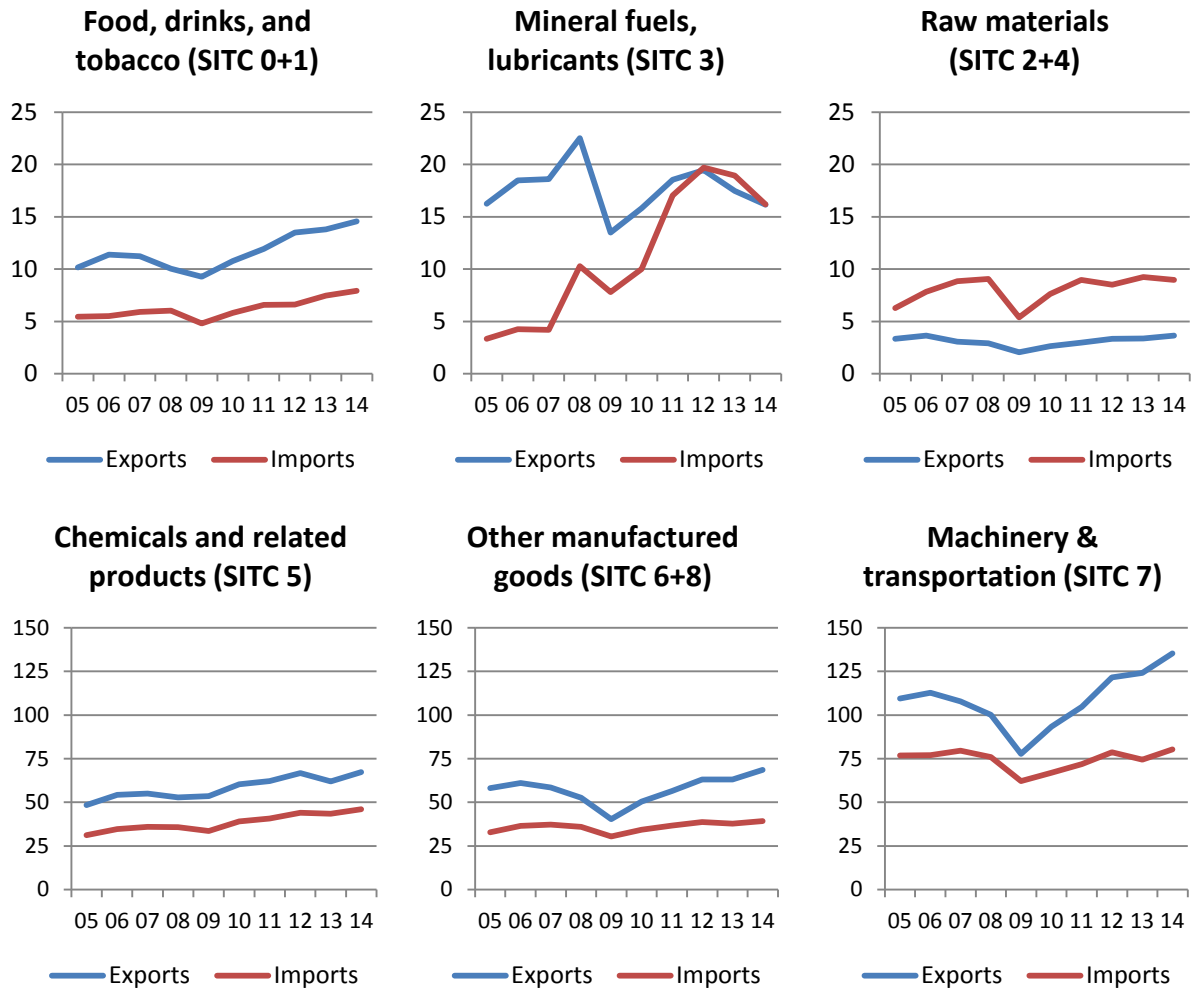 Food, drinks, and
tobacco (SITC 0+1)
25
20
15
10
5
0
05 06 07 08 09 10 11 12 13 14
Exports Imports
Mineral fuels,
lubricants (SITC 3)
25
20
15
10
5
0
05 06 07 08 09 10 11 12 13 14
Exports Imports
Raw materials
(SITC 2+4)
25
20
15
10
5
0
05 06 07 08 09 10 11 12 13 14
Exports Imports
Chemicals and related
products (SITC 5)
150
125
100
75
50
25
0
05 06 07 08 09 10 11 12 13 14
Exports Imports
Other manufactured
goods (SITC 6+8)
150
125
100
75
50
25
0
05 06 07 08 09 10 11 12 13 14
Exports Imports
Machinery &
transportation (SITC 7)
150
125
100
75
50
25
0
05 06 07 08 09 10 11 12 13 14
Exports Imports